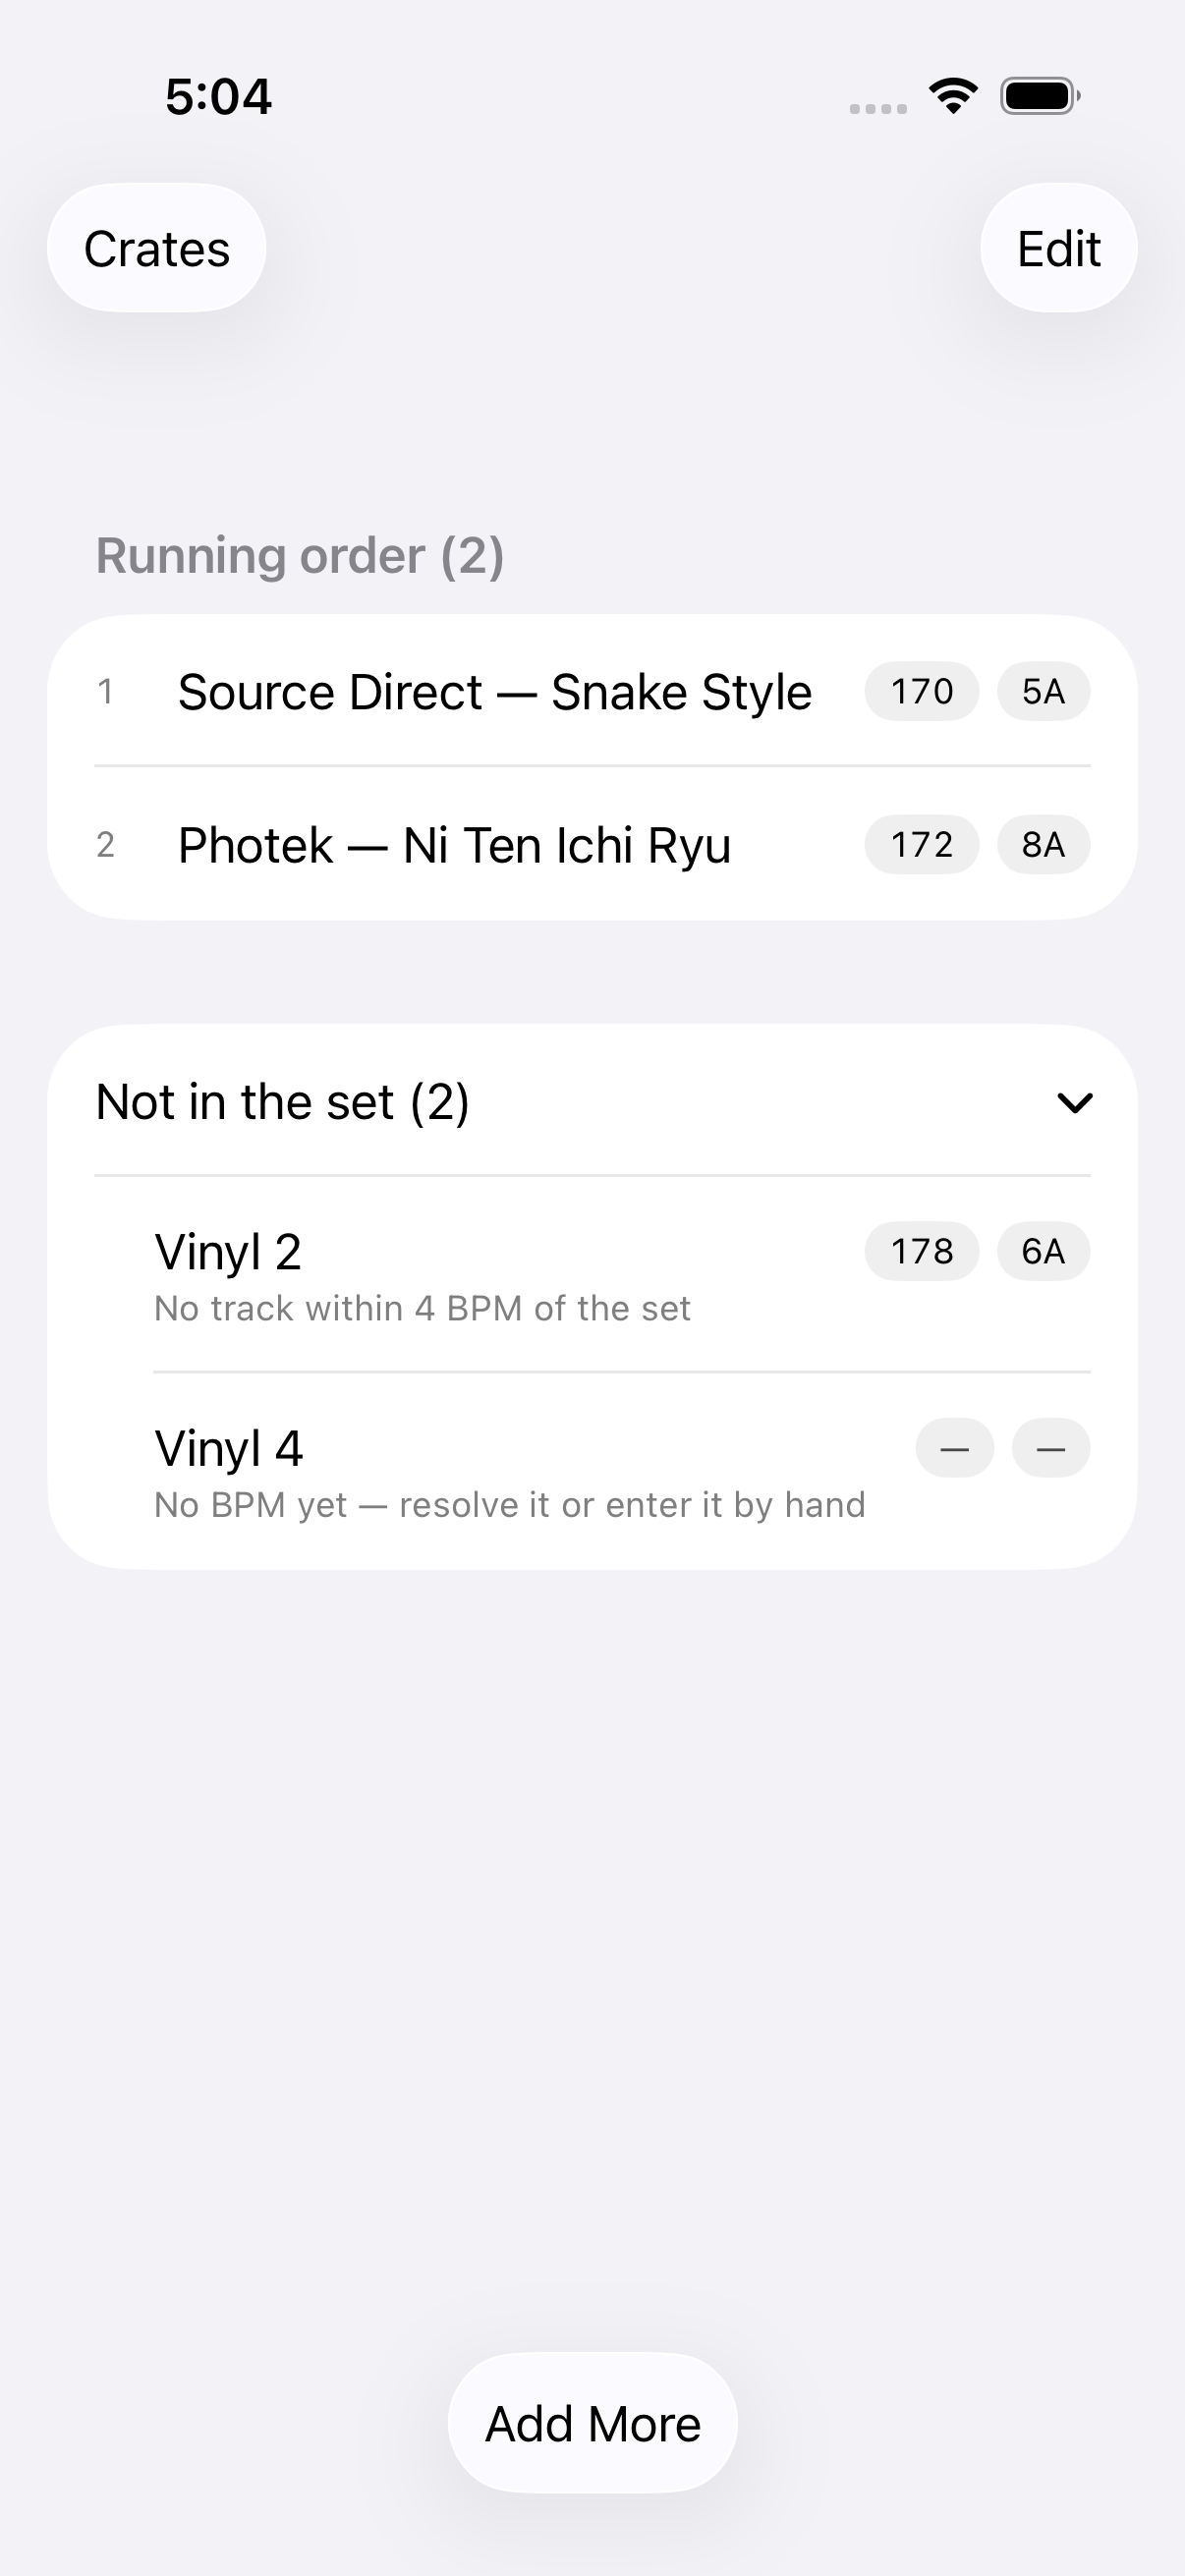 5:04
Crates
Edit
Running order (2)
1 Source Direct — Snake Style 170 5A
2 Photek — Ni Ten Ichi Ryu 172 8A
Not in the set (2)
Vinyl 2 178 6A
No track within 4 BPM of the set
Vinyl 4 — —
No BPM yet — resolve it or enter it by hand
Add More